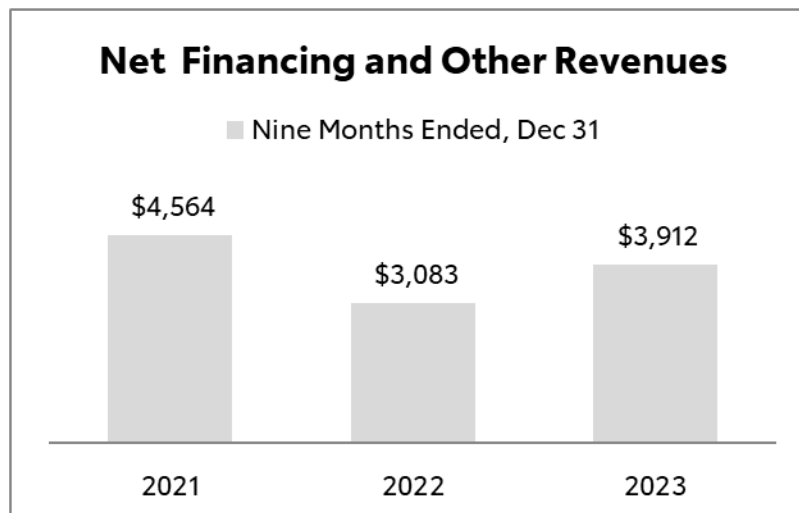 Net Financing and Other Revenues
Nine Months Ended, Dec 31
$4,564
$3,083
$3,912
2021 2022 2023